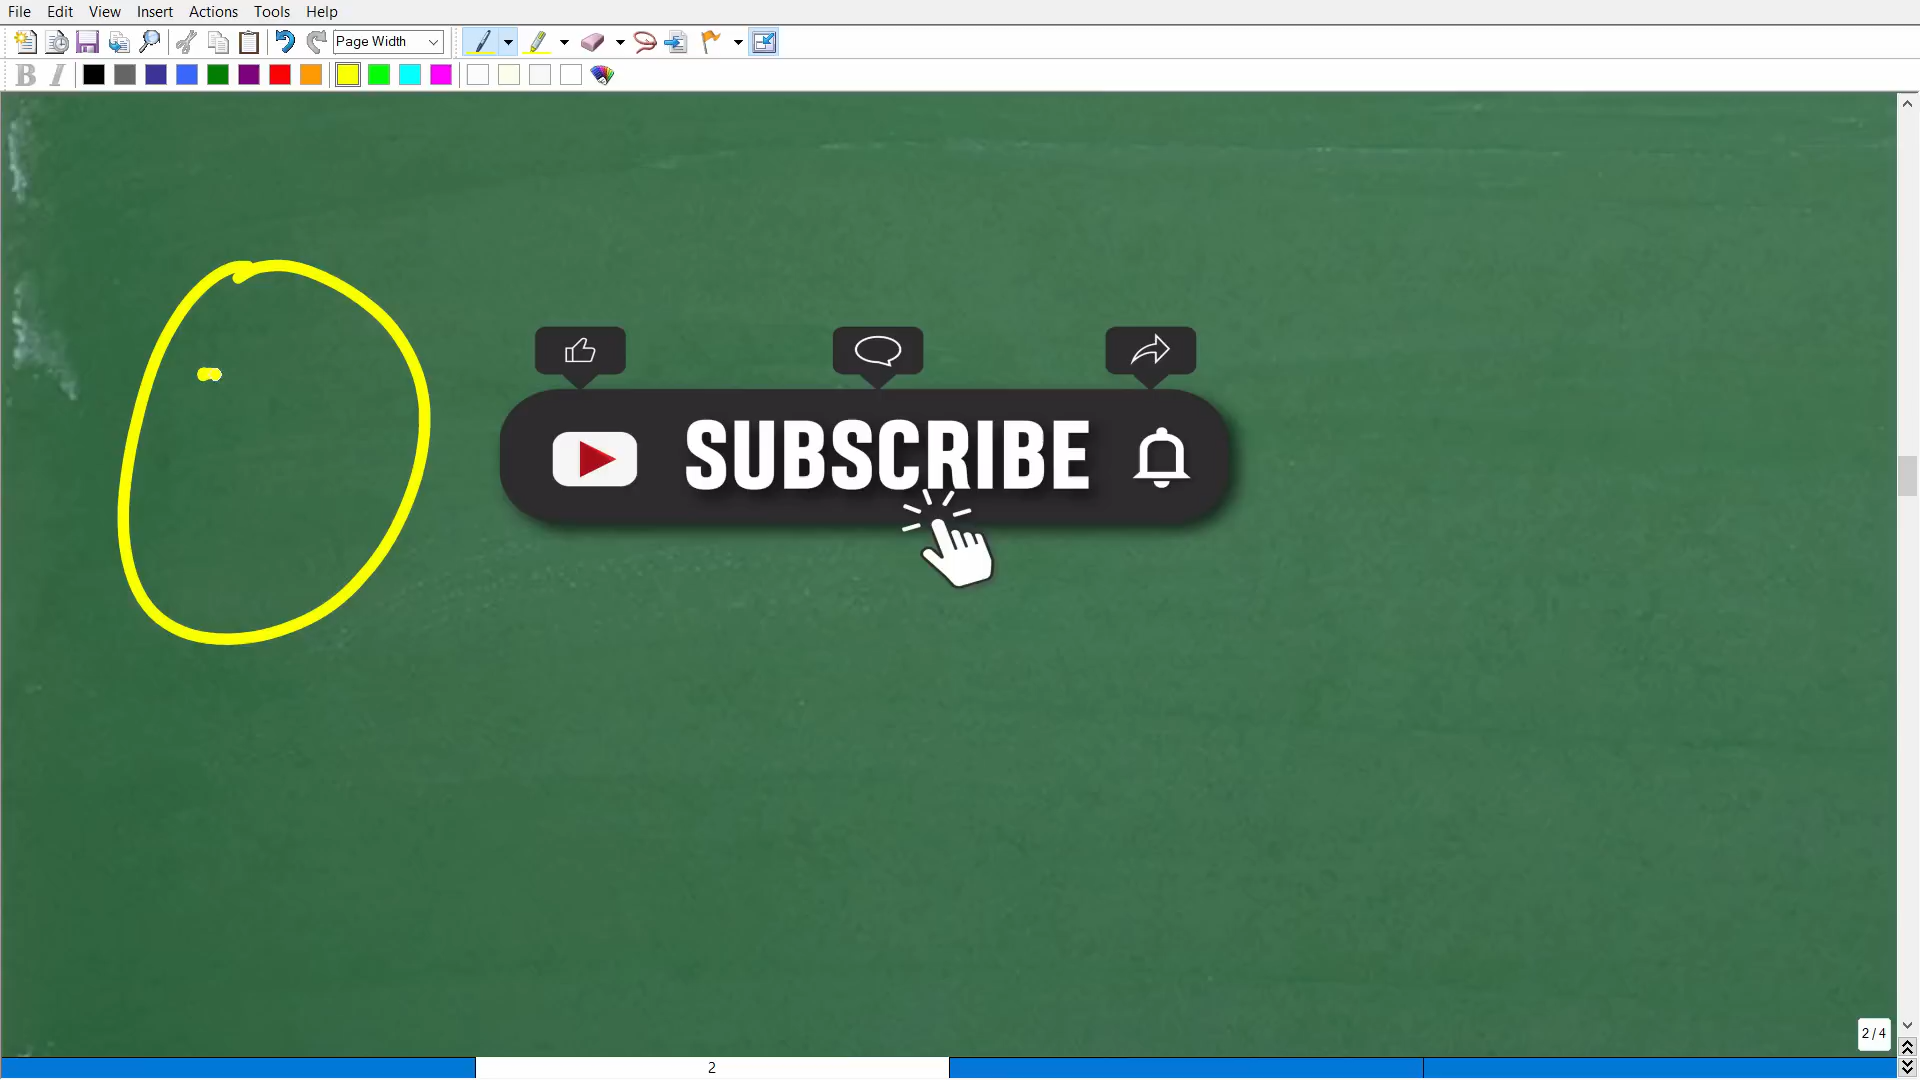 File Edit View Insert Actions Tools Help
Page Width
B I
SUBSCRIBE
2 / 4
2